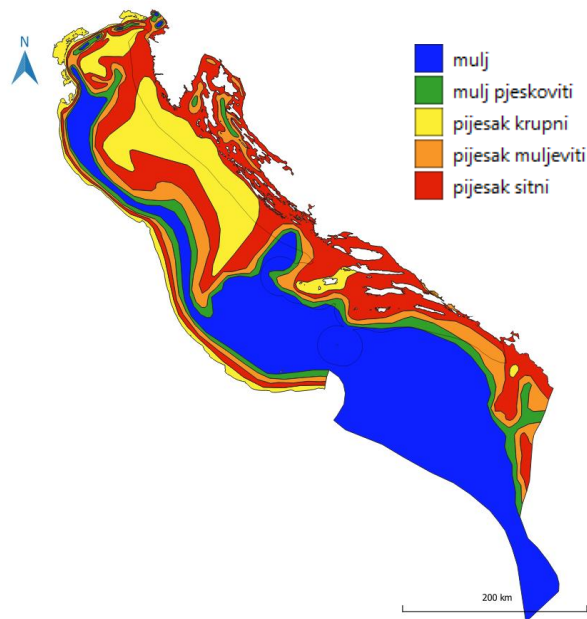 N
mulj
mulj pjeskoviti
pijesak krupni
pijesak muljeviti
pijesak sitni
200 km